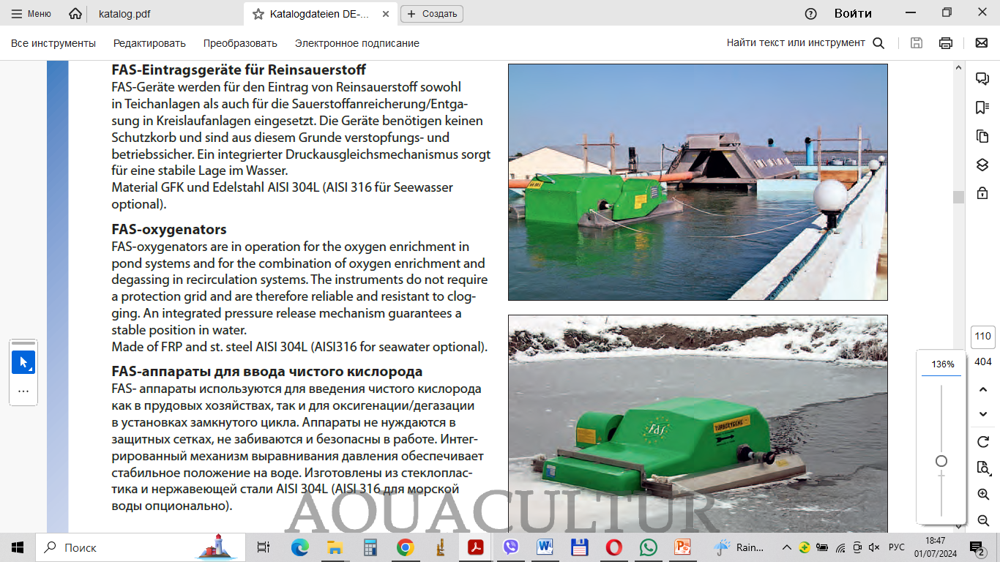 Меню
katalog.pdf
Katalogdateien DE-...
Создать
Войти
Все инструменты
Редактировать
Преобразовать
Электронное подписание
Найти текст или инструмент
FAS-Eintragsgeräte für Reinsauerstoff
FAS-Geräte werden für den Eintrag von Reinsauerstoff sowohl
in Teichanlagen als auch für die Sauerstoffanreicherung/Entga-
sung in Kreislaufanlagen eingesetzt. Die Geräte benötigen keinen
Schutzkorb und sind aus diesem Grunde verstopfungs- und
betriebssicher. Ein integrierter Druckausgleichsmechanismus sorgt
für eine stabile Lage im Wasser.
Material GFK und Edelstahl AISI 304L (AISI 316 für Seewasser
optional).
FAS-oxygenators
FAS-oxygenators are in operation for the oxygen enrichment in
pond systems and for the combination of oxygen enrichment and
degassing in recirculation systems. The instruments do not require
a protection grid and are therefore reliable and resistant to clog-
ging. An integrated pressure release mechanism guarantees a
stable position in water.
Made of FRP and st. steel AISI 304L (AISI316 for seawater optional).
FAS-аппараты для ввода чистого кислорода
FAS- аппараты используются для введения чистого кислорода
как в прудовых хозяйствах, так и для оксигенации/дегазации
в установках замкнутого цикла. Аппараты не нуждаются в
защитных сетках, не забиваются и безопасны в работе. Интег-
рированный механизм выравнивания давления обеспечивает
стабильное положение на воде. Изготовлены из стеклоплас-
тика и нержавеющей стали AISI 304L (AISI 316 для морской
воды опционально).
FAS
TURBOXYGENE
AQUACULTUR
110
404
136%
Поиск
Rain...
РУС
18:47
01/07/2024
2